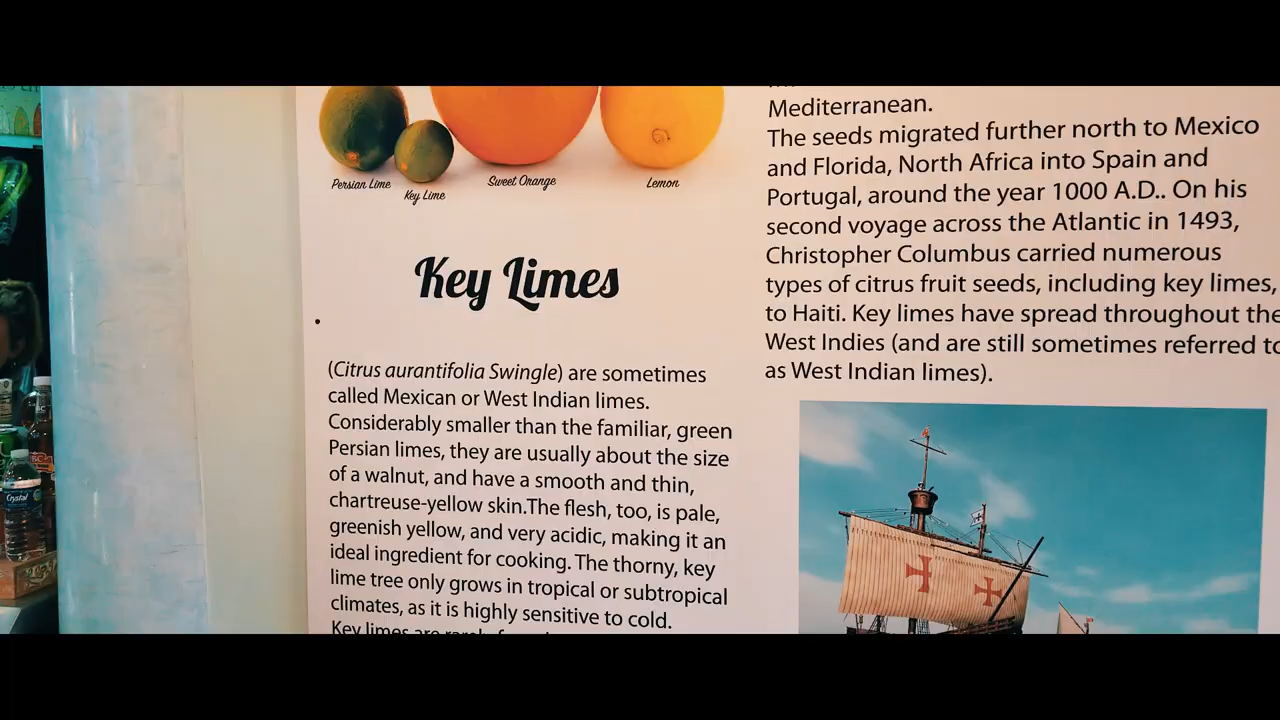 Persian Lime
Key Lime
Sweet Orange
Lemon
Key Limes
(Citrus aurantifolia Swingle) are sometimes
called Mexican or West Indian limes.
Considerably smaller than the familiar, green
Persian limes, they are usually about the size
of a walnut, and have a smooth and thin,
chartreuse-yellow skin.The flesh, too, is pale,
greenish yellow, and very acidic, making it an
ideal ingredient for cooking. The thorny, key
lime tree only grows in tropical or subtropical
climates, as it is highly sensitive to cold.
Key limes are rarely
Mediterranean.
The seeds migrated further north to Mexico
and Florida, North Africa into Spain and
Portugal, around the year 1000 A.D.. On his
second voyage across the Atlantic in 1493,
Christopher Columbus carried numerous
types of citrus fruit seeds, including key limes,
to Haiti. Key limes have spread throughout the
West Indies (and are still sometimes referred to
as West Indian limes).
Crystal